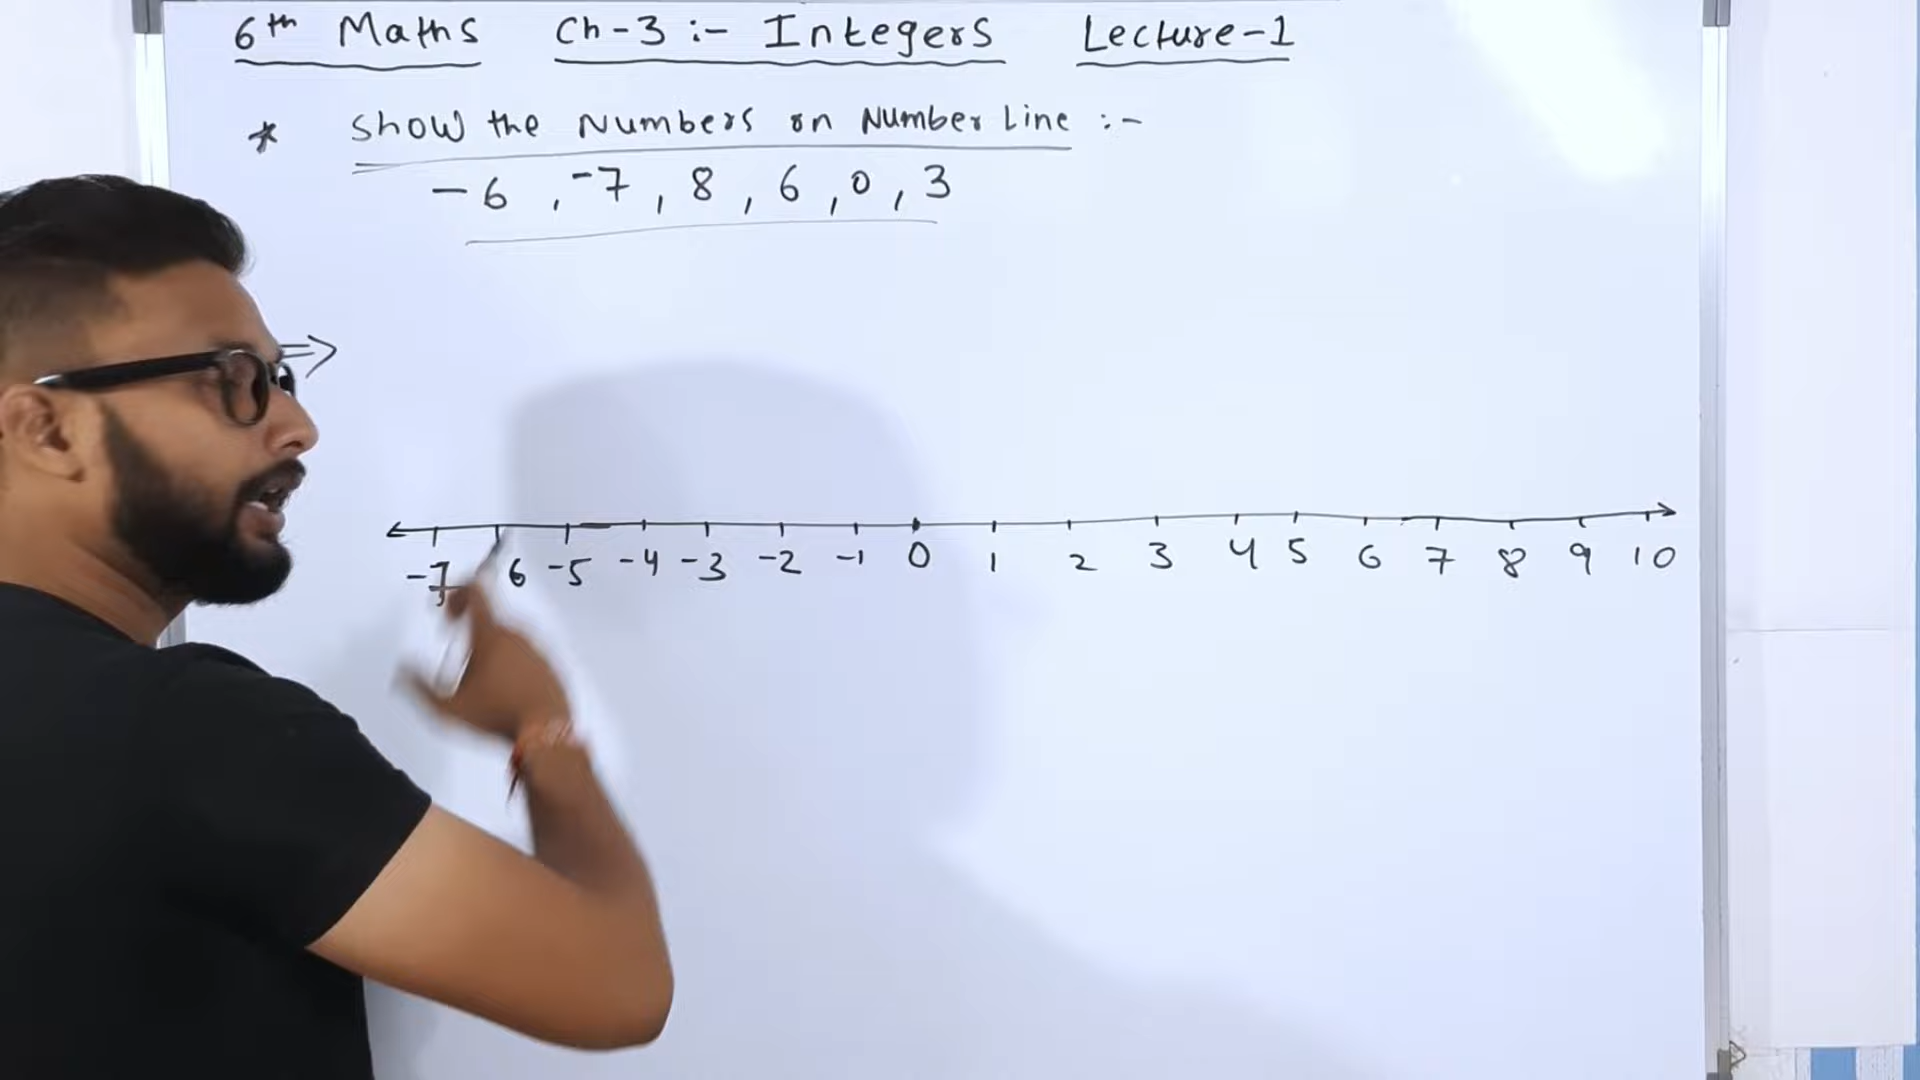 6th Maths Ch-3 :- Integers Lecture-1
* Show the Numbers on Number Line :-
-6 , -7 , 8 , 6 , 0 , 3
⇒
-7 6 -5 -4 -3 -2 -1 0 1 2 3 4 5 6 7 8 9 10